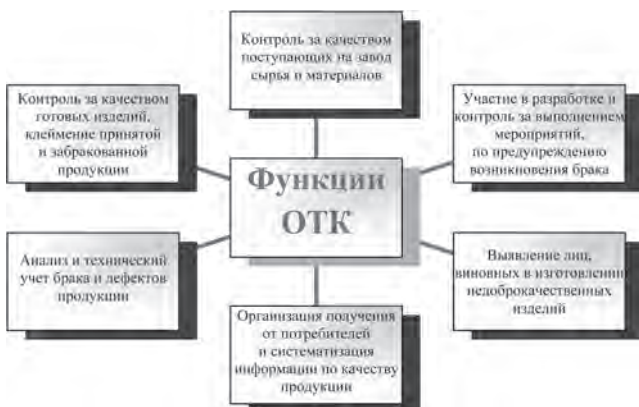 Контроль за качеством
поступающих на завод
сырья и материалов
Контроль за качеством
готовых изделий,
клеймение принятой
и забракованной
продукции
Участие в разработке и
контроль за выполнением
мероприятий,
по предупреждению
возникновения брака
Функции
ОТК
Анализ и технический
учет брака и дефектов
продукции
Выявление лиц,
виновных в изготовлении
недоброкачественных
изделий
Организация получения
от потребителей
и систематизация
информации по качеству
продукции